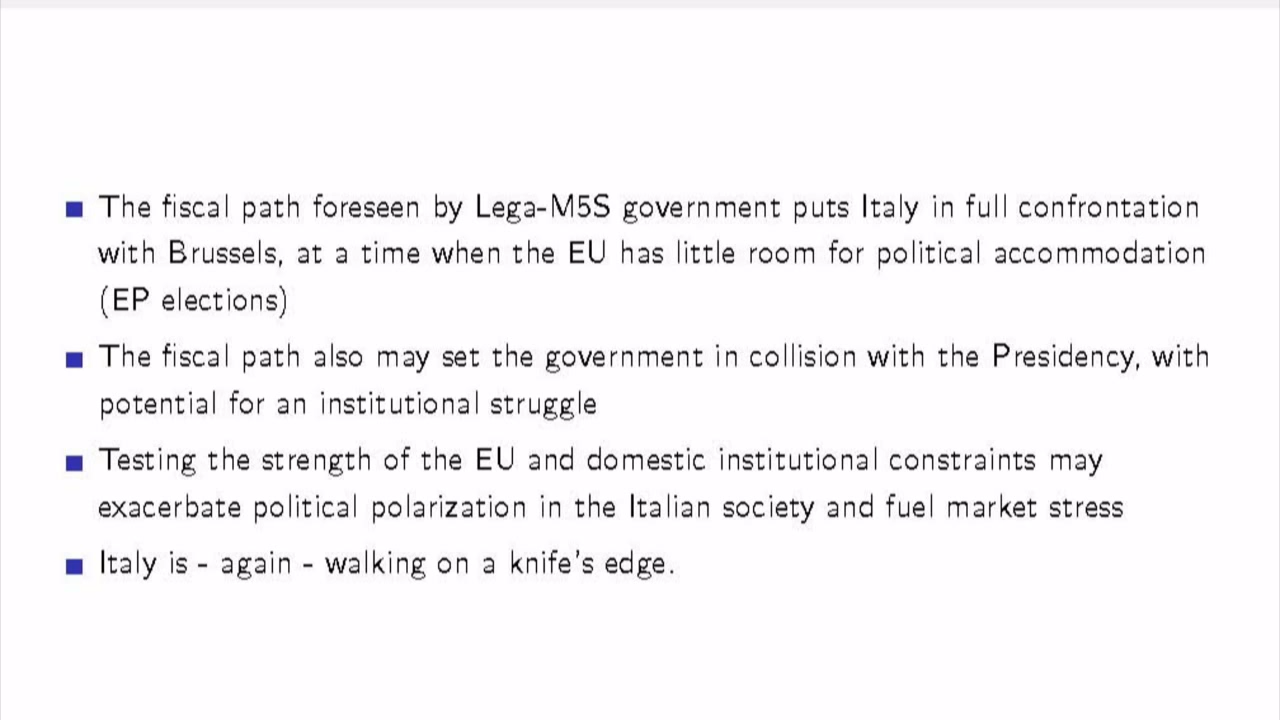 The fiscal path foreseen by Lega-M5S government puts Italy in full confrontation
with Brussels, at a time when the EU has little room for political accommodation
(EP elections)
The fiscal path also may set the government in collision with the Presidency, with
potential for an institutional struggle
Testing the strength of the EU and domestic institutional constraints may
exacerbate political polarization in the Italian society and fuel market stress
Italy is - again - walking on a knife's edge.